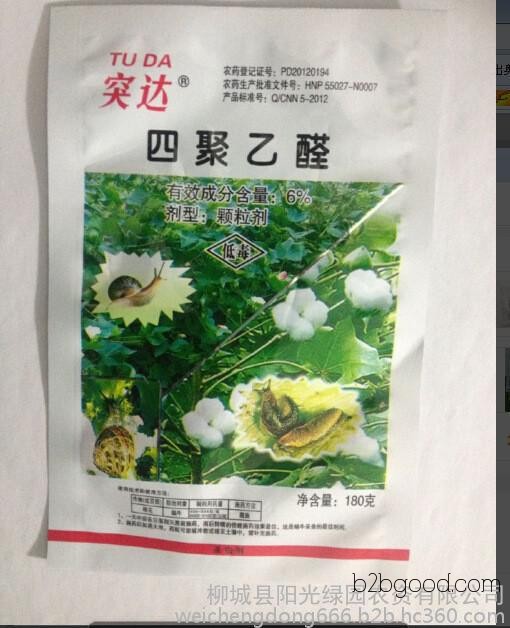 TU DA
突达®
农药登记证号：PD20120194
农药生产批准文件号：HNP 55027-N0007
产品标准号：Q/CNN 5-2012
四聚乙醛
有效成分含量：6%
剂型：颗粒剂
低毒
净含量：180克
b2bgood.com
柳城县阳光绿园农资有限公司
weichengdong666.b2b.hc360.com